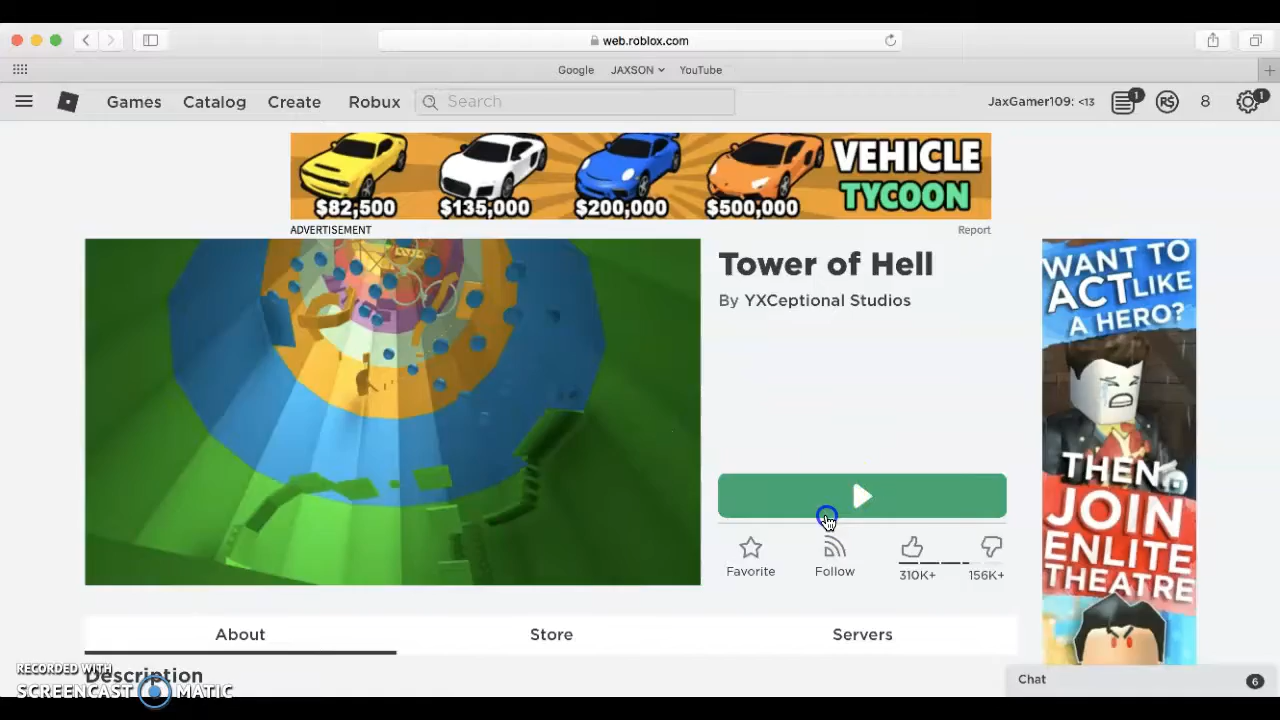 web.roblox.com
Google JAXSON YouTube
Games Catalog Create Robux Search JaxGamer109: <13 1 R$ 8 1
$82,500 $135,000 $200,000 $500,000 VEHICLE TYCOON
ADVERTISEMENT Report
Tower of Hell
By YXCeptional Studios
Favorite Follow 310K+ 156K+
WANT TO
ACT LIKE
A HERO?
THEN
JOIN
ENLITE
THEATRE
About Store Servers
Description
Chat 6
RECORDED WITH
SCREENCAST MATIC